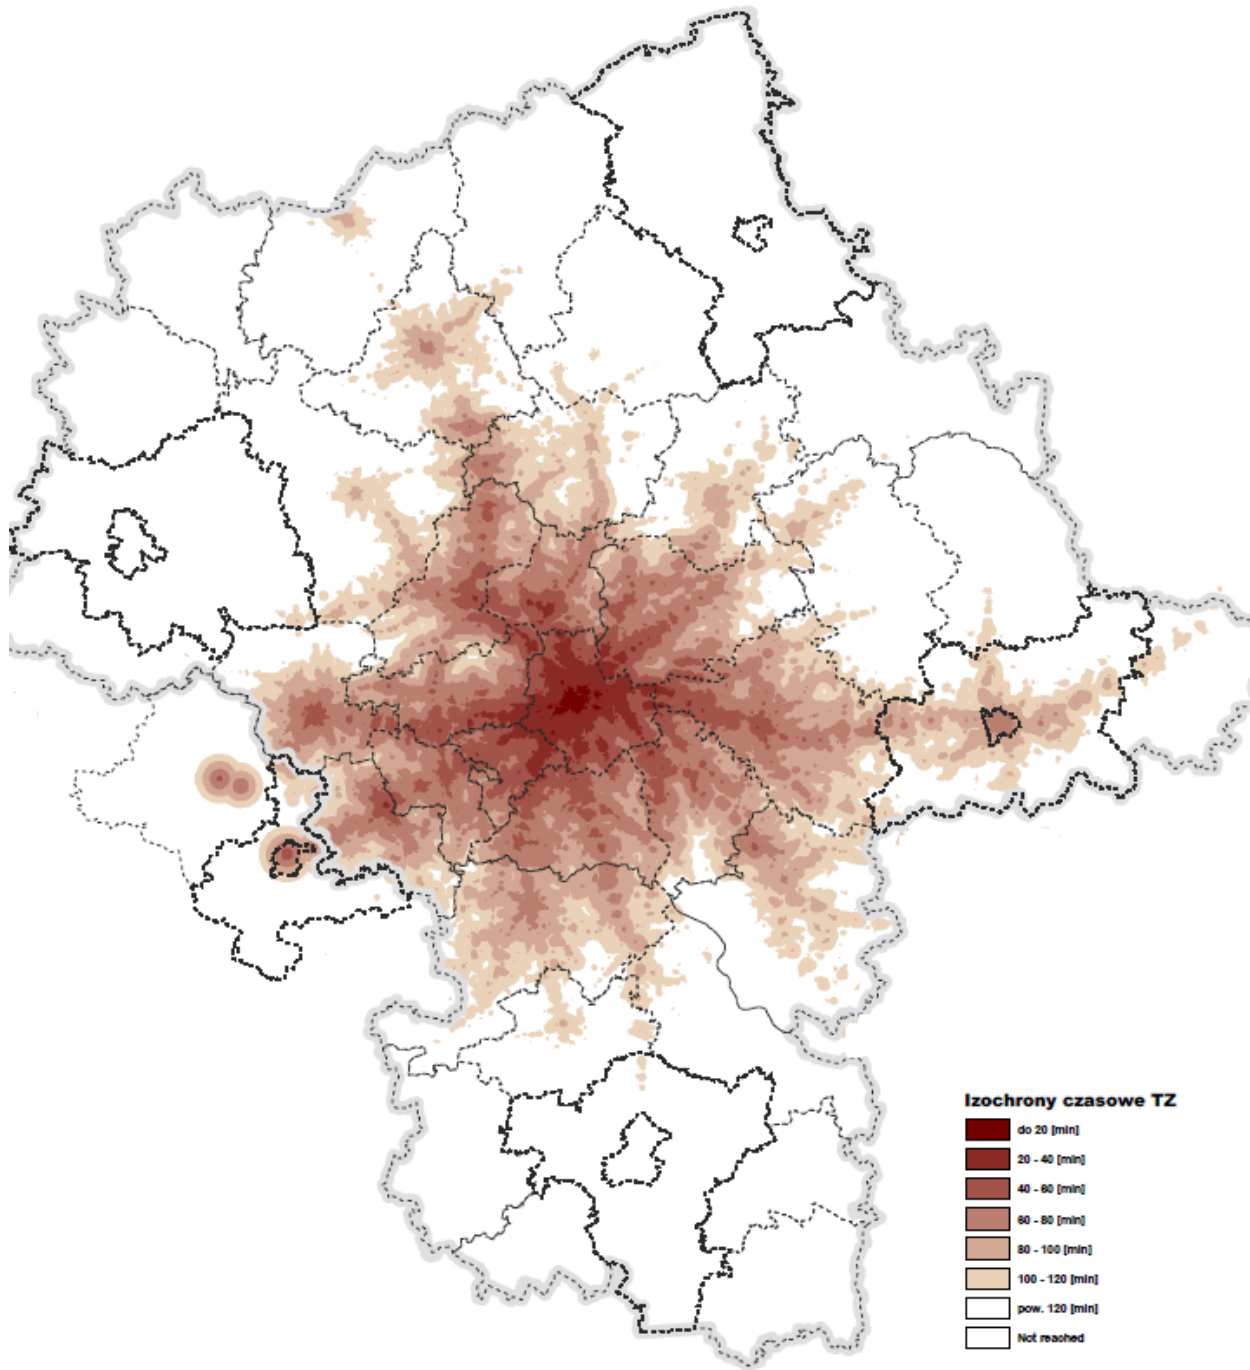 Izochrony czasowe TZ
do 20 [min]
20 - 40 [min]
40 - 60 [min]
60 - 80 [min]
80 - 100 [min]
100 - 120 [min]
pow. 120 [min]
Not reached